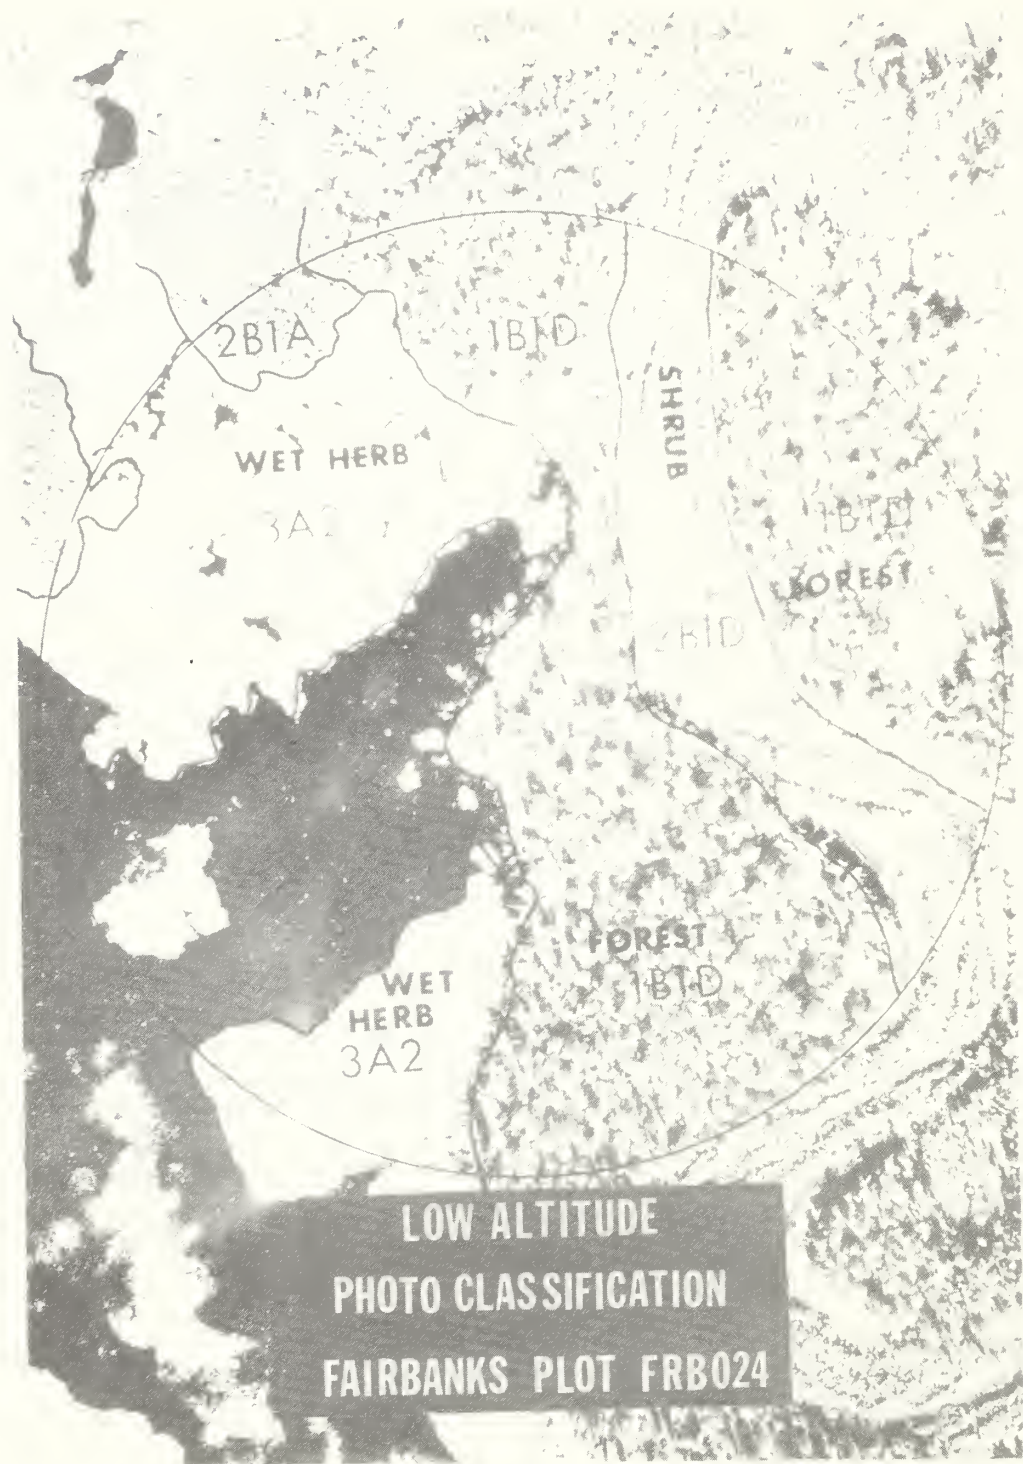 2B1A
1B1D
SHRUB
WET HERB
3A2
1B1D
FOREST
2B1D
FOREST
1B1D
WET
HERB
3A2
LOW ALTITUDE
PHOTO CLASSIFICATION
FAIRBANKS PLOT FRB024